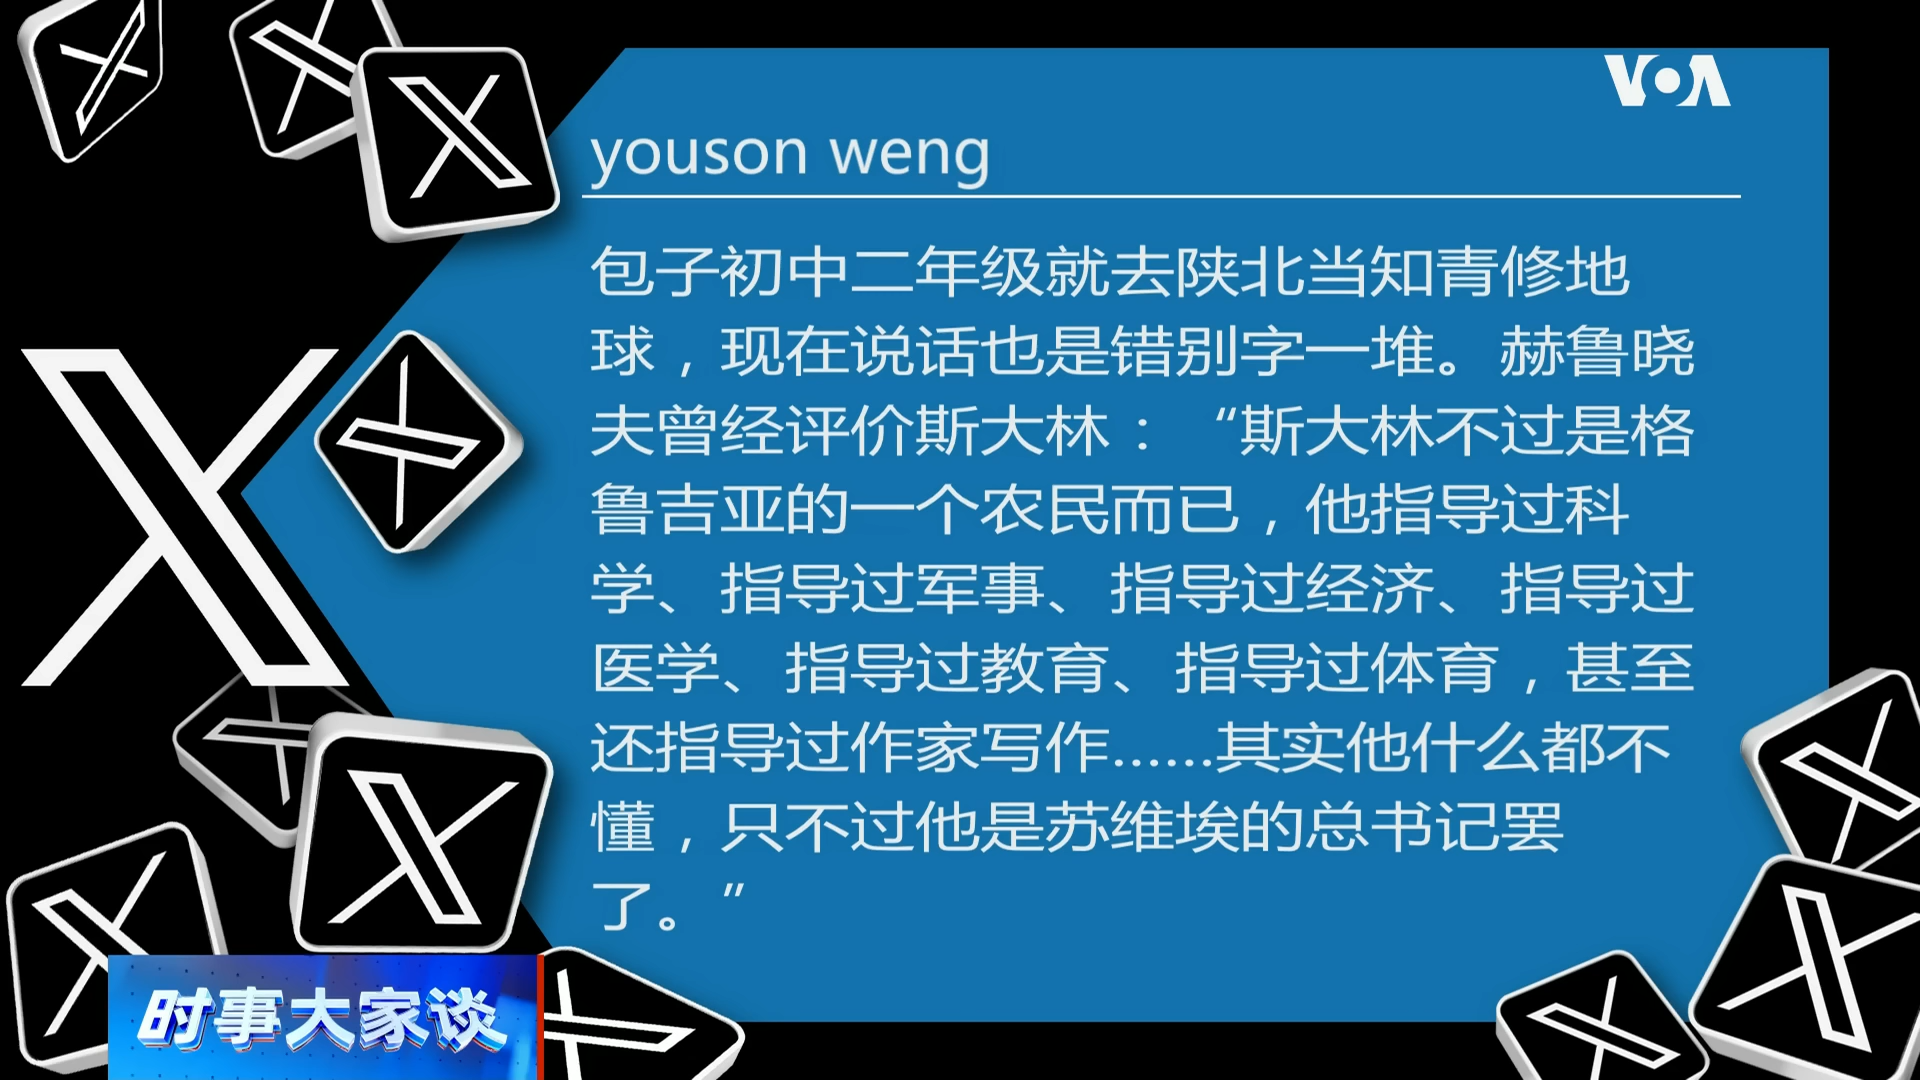 VOA
youson weng
包子初中二年级就去陕北当知青修地
球，现在说话也是错别字一堆。赫鲁晓
夫曾经评价斯大林：“斯大林不过是格
鲁吉亚的一个农民而已，他指导过科
学、指导过军事、指导过经济、指导过
医学、指导过教育、指导过体育，甚至
还指导过作家写作……其实他什么都不
懂，只不过他是苏维埃的总书记罢
了。”
时事大家谈